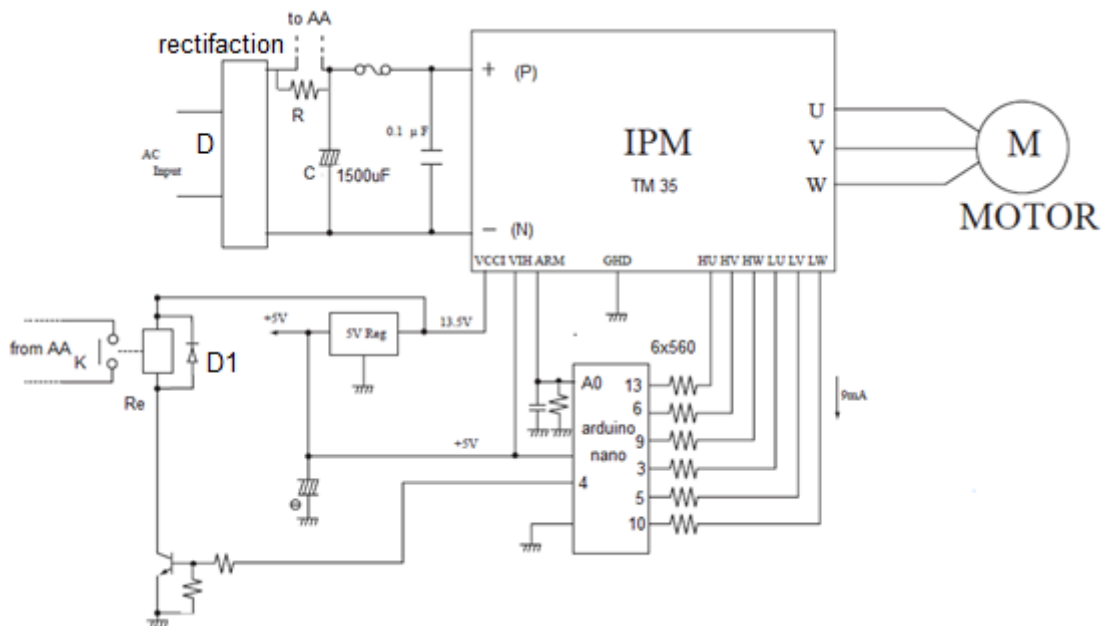 to AA
rectifaction
+ (P)
R
D
AC
Input
0.1 μF
C 1500uF
IPM
TM 35
U
V
W
M
MOTOR
− (N)
VCCI VIH ARM GHD HU HV HW LU LV LW
+5V
5V Reg
13.5V
from AA
K
D1
Re
6x560
A0
13
6
9mA
arduino
9
nano
+5V
3
4
5
10
⊖